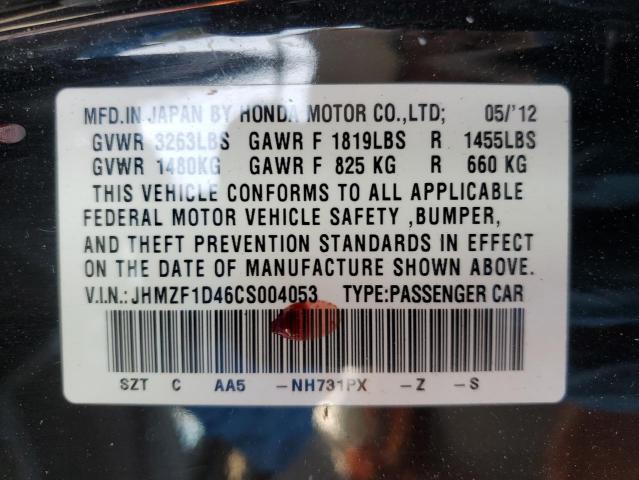 MFD.IN JAPAN BY HONDA MOTOR CO.,LTD; 05/'12
GVWR 3263LBS GAWR F 1819LBS R 1455LBS
GVWR 1480KG GAWR F 825 KG R 660 KG
THIS VEHICLE CONFORMS TO ALL APPLICABLE
FEDERAL MOTOR VEHICLE SAFETY ,BUMPER,
AND THEFT PREVENTION STANDARDS IN EFFECT
ON THE DATE OF MANUFACTURE SHOWN ABOVE.
V.I.N.:JHMZF1D46CS004053 TYPE:PASSENGER CAR
SZT C AA5 -NH731PX -Z -S